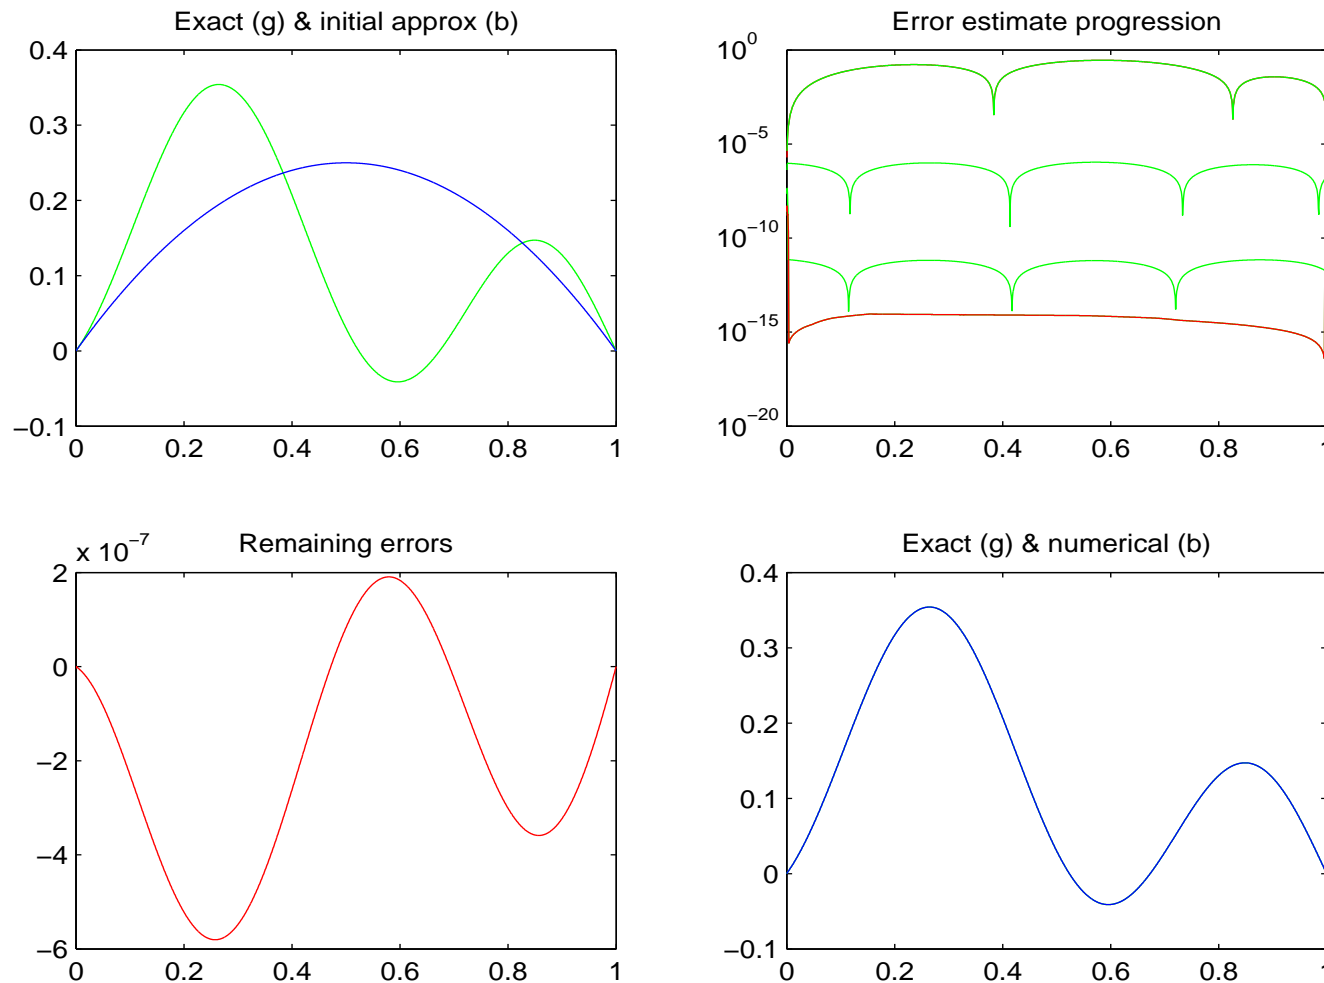 Exact (g) & initial approx (b)
0.4
0.3
0.2
0.1
0
−0.1
0 0.2 0.4 0.6 0.8 1
Error estimate progression
10^0
10^−5
10^−10
10^−15
10^−20
0 0.2 0.4 0.6 0.8 1
Remaining errors
x 10^−7
2
0
−2
−4
−6
0 0.2 0.4 0.6 0.8 1
Exact (g) & numerical (b)
0.4
0.3
0.2
0.1
0
−0.1
0 0.2 0.4 0.6 0.8 1